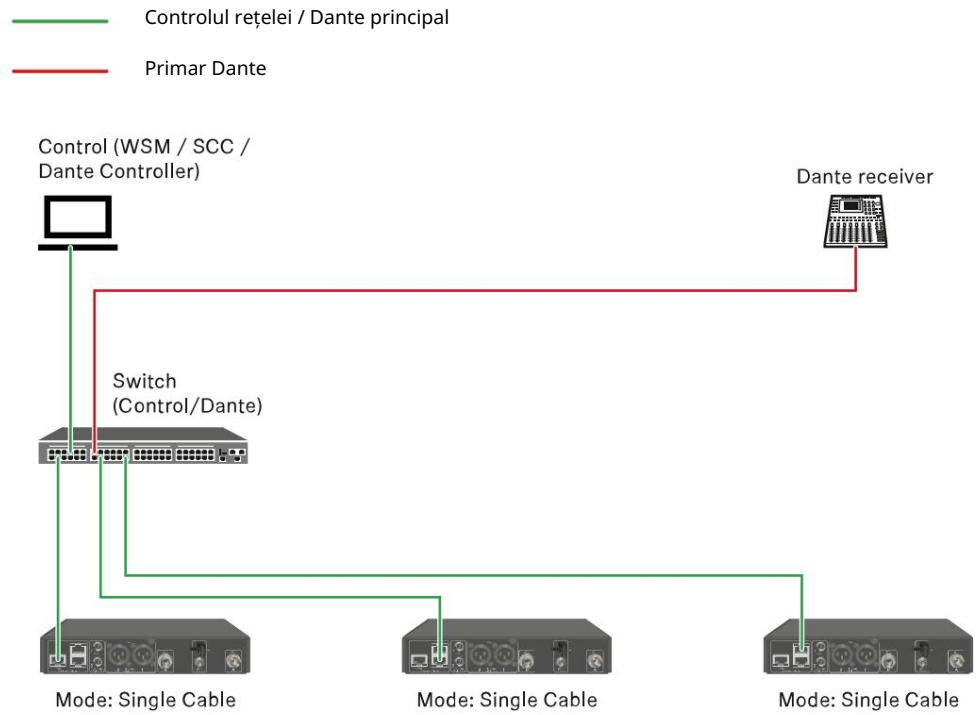 Controlul rețelei / Dante principal
Primar Dante
Control (WSM / SCC /
Dante Controller)
Dante receiver
Switch
(Control/Dante)
Mode: Single Cable
Mode: Single Cable
Mode: Single Cable